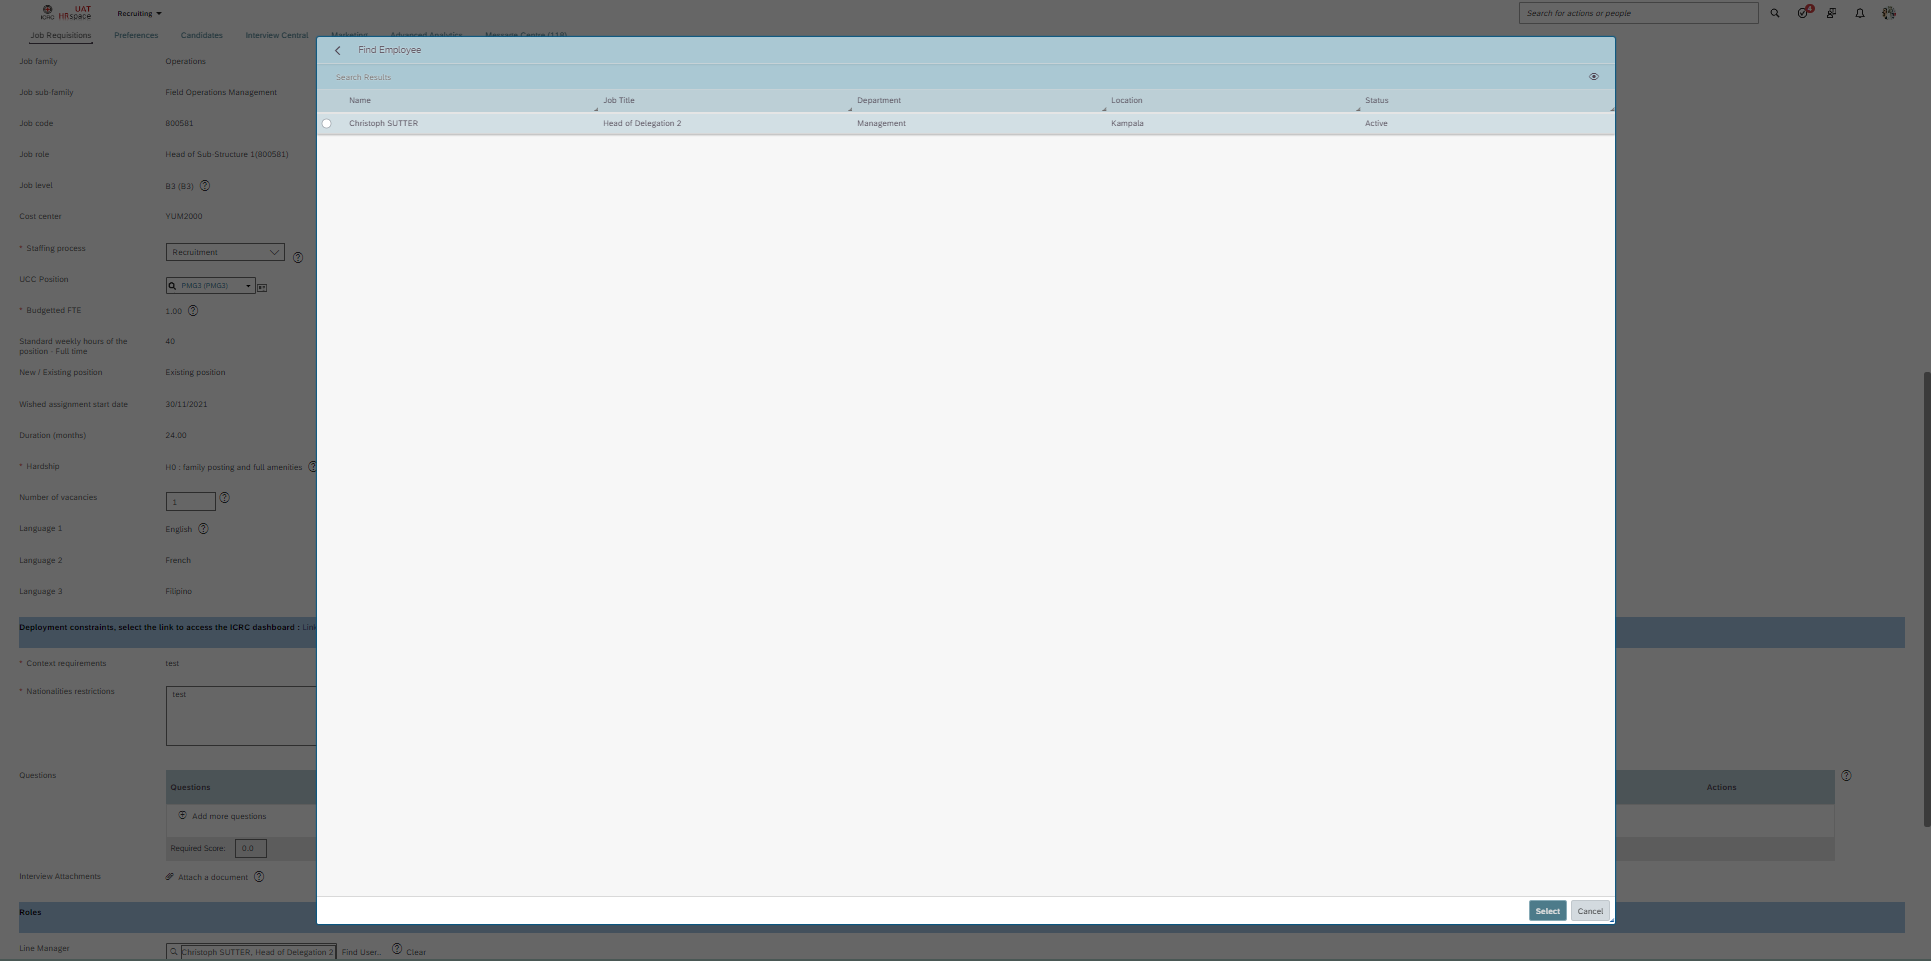 UAT
ICRC HRspace
Recruiting
Search for actions or people
4
Job Requisitions
Preferences
Candidates
Interview Central
Marketing
Advanced Analytics
Message Centre (118)
Find Employee
Search Results
Name
Job Title
Department
Location
Status
Christoph SUTTER
Head of Delegation 2
Management
Kampala
Active
Job family
Operations
Job sub-family
Field Operations Management
Job code
800581
Job role
Head of Sub-Structure 1(800581)
Job level
B3 (B3)
Cost center
YUM2000
* Staffing process
Recruitment
UCC Position
PMG3 (PMG3)
* Budgetted FTE
1.00
Standard weekly hours of the
position - Full time
40
New / Existing position
Existing position
Wished assignment start date
30/11/2021
Duration (months)
24.00
* Hardship
H0 : family posting and full amenities
Number of vacancies
1
Language 1
English
Language 2
French
Language 3
Filipino
Deployment constraints, select the link to access the ICRC dashboard : Link
* Context requirements
test
* Nationalities restrictions
test
Questions
Questions
Actions
Add more questions
Required Score:
0.0
Interview Attachments
Attach a document
Select
Cancel
Roles
Line Manager
Christoph SUTTER, Head of Delegation 2
Find User..
Clear